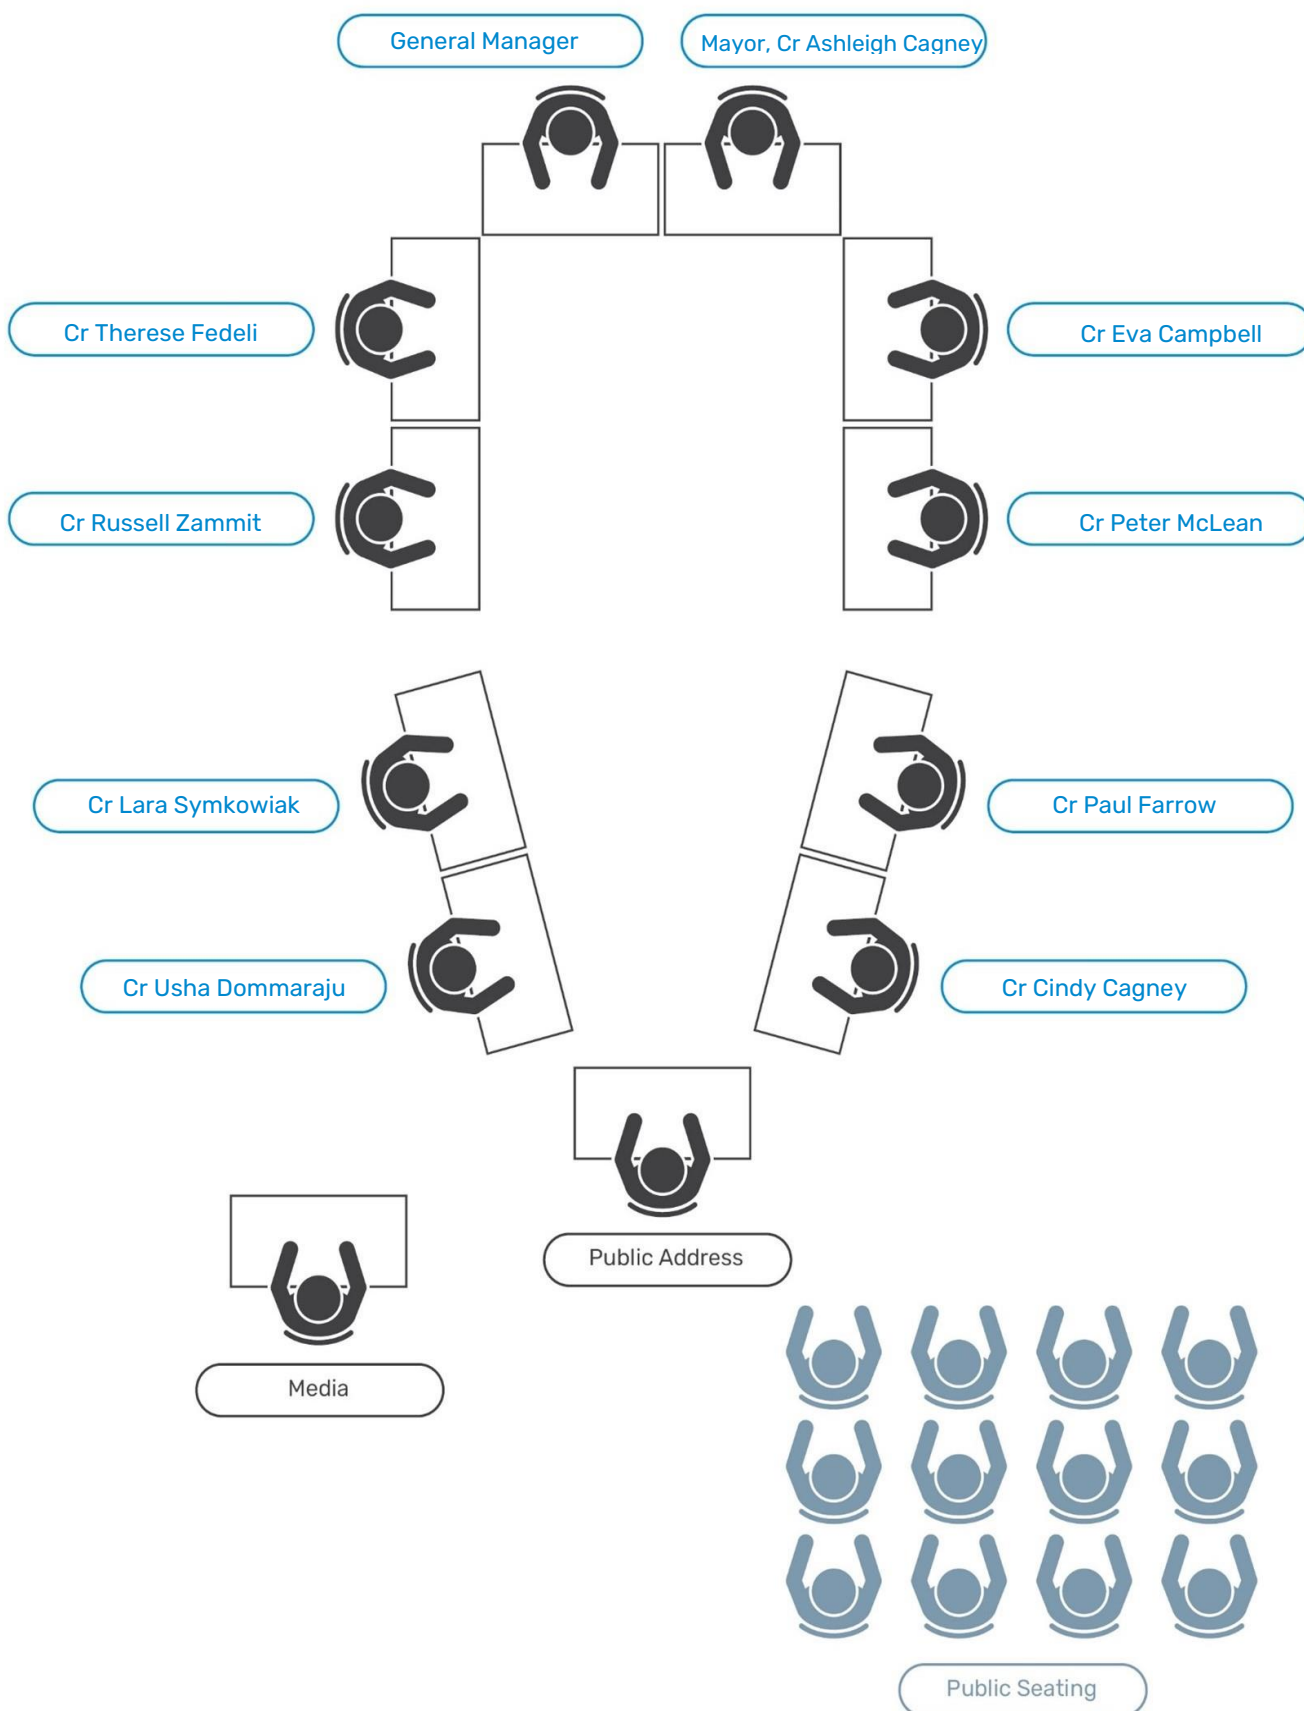 General Manager
Mayor, Cr Ashleigh Cagney
Cr Therese Fedeli
Cr Eva Campbell
Cr Russell Zammit
Cr Peter McLean
Cr Lara Symkowiak
Cr Paul Farrow
Cr Usha Dommaraju
Cr Cindy Cagney
Public Address
Media
Public Seating